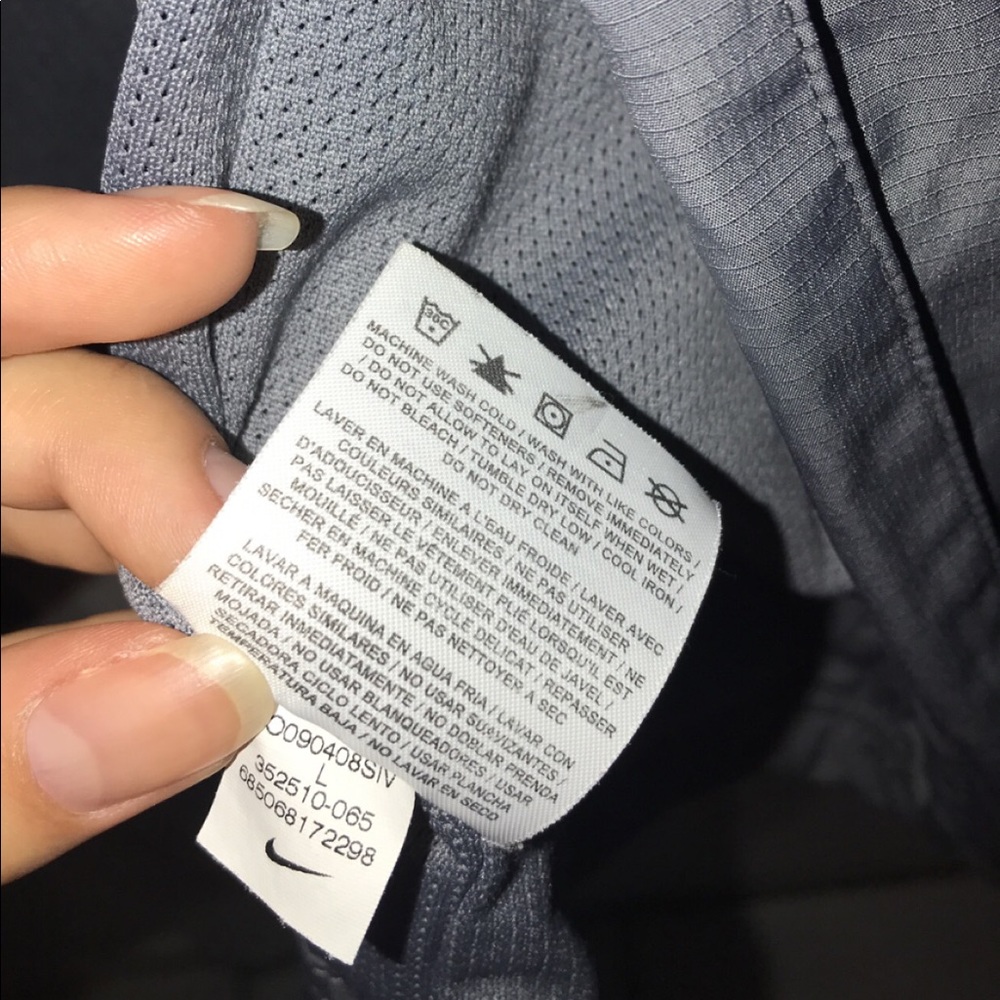 30C
MACHINE WASH COLD / WASH WITH LIKE COLORS /
DO NOT USE SOFTENERS / REMOVE IMMEDIATELY
/ DO NOT ALLOW TO LAY ON ITSELF WHEN WET /
DO NOT BLEACH / TUMBLE DRY LOW / COOL IRON /
DO NOT DRY CLEAN
LAVER EN MACHINE A L'EAU FROIDE / LAVER AVEC
COULEURS SIMILAIRES / NE PAS UTILISER
D'ADOUCISSEUR / ENLEVER IMMEDIATEMENT / NE
PAS LAISSER LE VÊTEMENT PLIÉ LORSQU'IL EST
MOUILLÉ / NE PAS UTILISER D'EAU DE JAVEL /
SECHER EN MACHINE CYCLE DELICAT / REPASSER
FER FROID / NE PAS NETTOYER A SEC
LAVAR A MAQUINA EN AGUA FRIA / LAVAR CON
COLORES SIMILARES / NO USAR SUAVIZANTES /
RETIRAR INMEDIATAMENTE / NO DOBLAR PRENDA
MOJADA / NO USAR BLANQUEADORES / USAR
SECADORA CICLO LENTO / USAR PLANCHA
TEMPERATURA BAJA / NO LAVAR EN SECO
O090408SIV
L
352510-065
685068172298